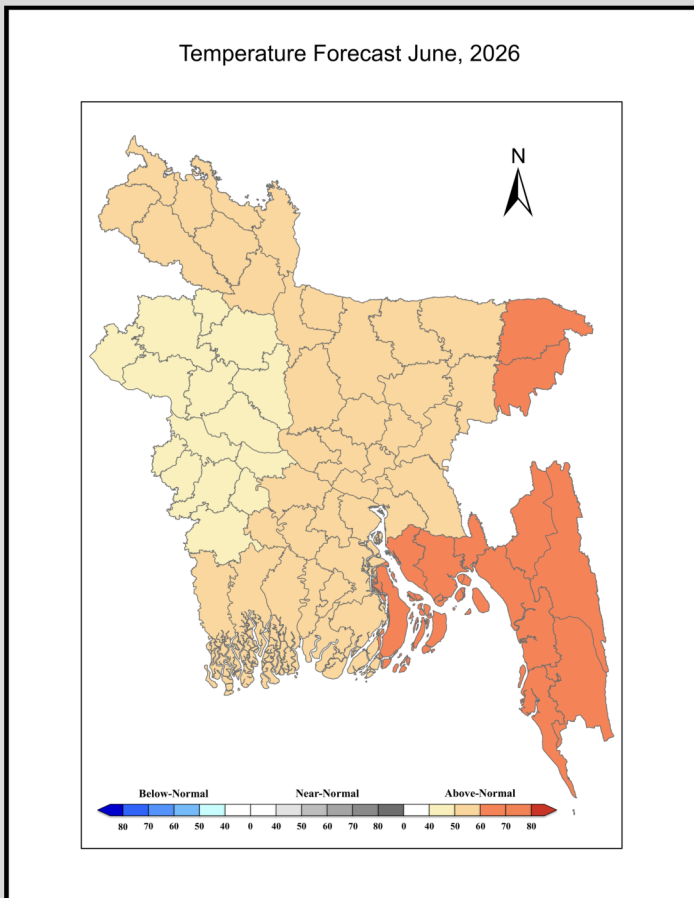 Temperature Forecast June, 2026
N
Below-Normal Near-Normal Above-Normal
80 70 60 50 40 0 40 50 60 70 80 0 40 50 60 70 80
1